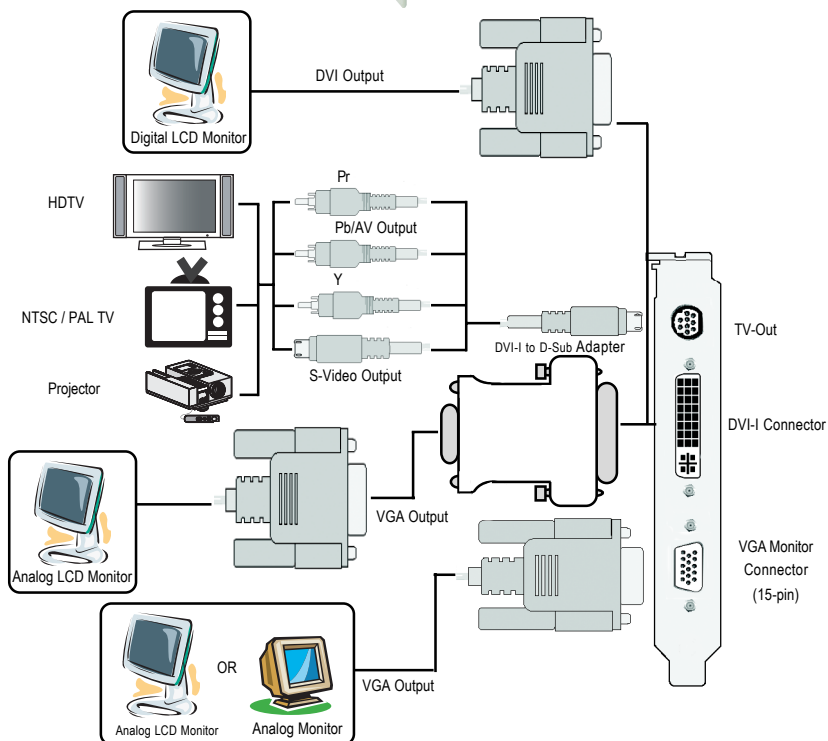 DVI Output
Digital LCD Monitor
HDTV
Pr
Pb/AV Output
Y
NTSC / PAL TV
S-Video Output
DVI-I to D-Sub Adapter
TV-Out
Projector
DVI-I Connector
VGA Output
Analog LCD Monitor
VGA Monitor
Connector
(15-pin)
OR
VGA Output
Analog LCD Monitor
Analog Monitor